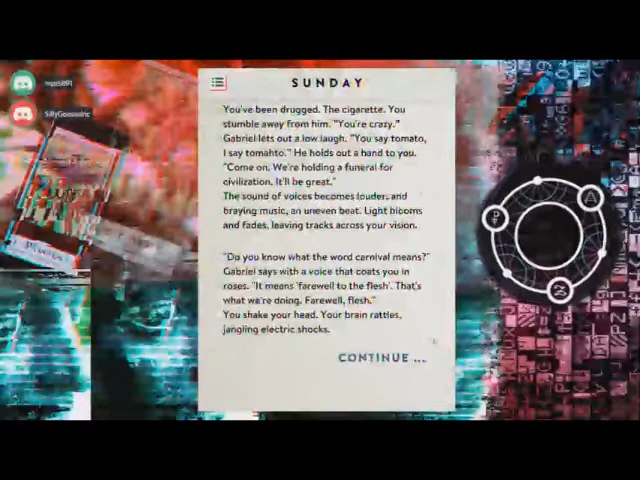 SUNDAY
You've been drugged. The cigarette. You
stumble away from him. "You're crazy."
Gabriel lets out a low laugh. "You say tomato,
I say tomahto." He holds out a hand to you.
"Come on. We're holding a funeral for
civilization. It'll be great."
The sound of voices becomes louder, and
braying music, an uneven beat. Light blooms
and fades, leaving tracks across your vision.
"Do you know what the word carnival means?"
Gabriel says with a voice that coats you in
roses. "It means 'farewell to the flesh'. That's
what we're doing. Farewell, flesh."
You shake your head. Your brain rattles,
jangling electric shocks.
CONTINUE ...